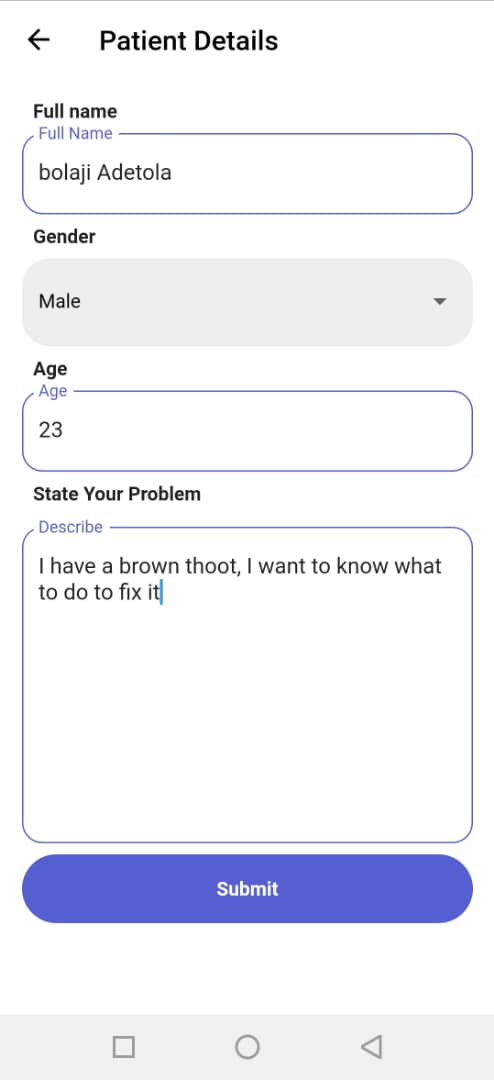 Patient Details
Full name
Full Name
bolaji Adetola
Gender
Male
Age
Age
23
State Your Problem
Describe
I have a brown thoot, I want to know what
to do to fix it
Submit